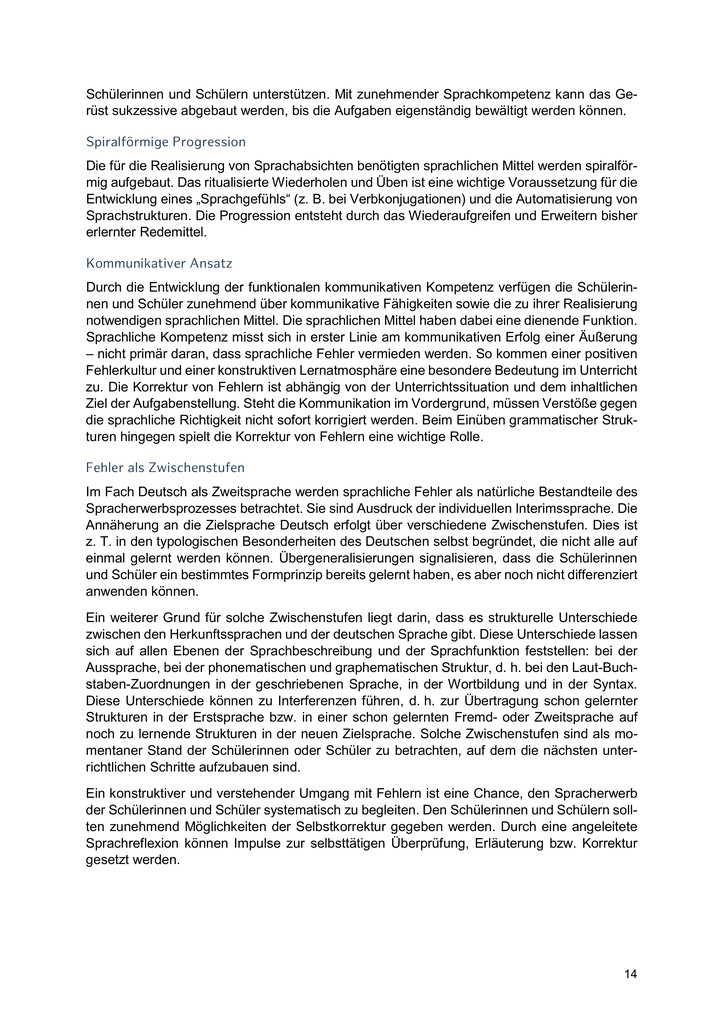 Schülerinnen und Schülern unterstützen. Mit zunehmender Sprachkompetenz kann das Ge-
rüst sukzessive abgebaut werden, bis die Aufgaben eigenständig bewältigt werden können.
Spiralförmige Progression
Die für die Realisierung von Sprachabsichten benötigten sprachlichen Mittel werden spiralför-
mig aufgebaut. Das ritualisierte Wiederholen und Üben ist eine wichtige Voraussetzung für die
Entwicklung eines „Sprachgefühls“ (z. B. bei Verbkonjugationen) und die Automatisierung von
Sprachstrukturen. Die Progression entsteht durch das Wiederaufgreifen und Erweitern bisher
erlernter Redemittel.
Kommunikativer Ansatz
Durch die Entwicklung der funktionalen kommunikativen Kompetenz verfügen die Schülerin-
nen und Schüler zunehmend über kommunikative Fähigkeiten sowie die zu ihrer Realisierung
notwendigen sprachlichen Mittel. Die sprachlichen Mittel haben dabei eine dienende Funktion.
Sprachliche Kompetenz misst sich in erster Linie am kommunikativen Erfolg einer Äußerung
– nicht primär daran, dass sprachliche Fehler vermieden werden. So kommen einer positiven
Fehlerkultur und einer konstruktiven Lernatmosphäre eine besondere Bedeutung im Unterricht
zu. Die Korrektur von Fehlern ist abhängig von der Unterrichtssituation und dem inhaltlichen
Ziel der Aufgabenstellung. Steht die Kommunikation im Vordergrund, müssen Verstöße gegen
die sprachliche Richtigkeit nicht sofort korrigiert werden. Beim Einüben grammatischer Struk-
turen hingegen spielt die Korrektur von Fehlern eine wichtige Rolle.
Fehler als Zwischenstufen
Im Fach Deutsch als Zweitsprache werden sprachliche Fehler als natürliche Bestandteile des
Spracherwerbsprozesses betrachtet. Sie sind Ausdruck der individuellen Interimssprache. Die
Annäherung an die Zielsprache Deutsch erfolgt über verschiedene Zwischenstufen. Dies ist
z. T. in den typologischen Besonderheiten des Deutschen selbst begründet, die nicht alle auf
einmal gelernt werden können. Übergeneralisierungen signalisieren, dass die Schülerinnen
und Schüler ein bestimmtes Formprinzip bereits gelernt haben, es aber noch nicht differenziert
anwenden können.
Ein weiterer Grund für solche Zwischenstufen liegt darin, dass es strukturelle Unterschiede
zwischen den Herkunftssprachen und der deutschen Sprache gibt. Diese Unterschiede lassen
sich auf allen Ebenen der Sprachbeschreibung und der Sprachfunktion feststellen: bei der
Aussprache, bei der phonematischen und graphematischen Struktur, d. h. bei den Laut-Buch-
staben-Zuordnungen in der geschriebenen Sprache, in der Wortbildung und in der Syntax.
Diese Unterschiede können zu Interferenzen führen, d. h. zur Übertragung schon gelernter
Strukturen in der Erstsprache bzw. in einer schon gelernten Fremd- oder Zweitsprache auf
noch zu lernende Strukturen in der neuen Zielsprache. Solche Zwischenstufen sind als mo-
mentaner Stand der Schülerinnen oder Schüler zu betrachten, auf dem die nächsten unter-
richtlichen Schritte aufzubauen sind.
Ein konstruktiver und verstehender Umgang mit Fehlern ist eine Chance, den Spracherwerb
der Schülerinnen und Schüler systematisch zu begleiten. Den Schülerinnen und Schülern soll-
ten zunehmend Möglichkeiten der Selbstkorrektur gegeben werden. Durch eine angeleitete
Sprachreflexion können Impulse zur selbsttätigen Überprüfung, Erläuterung bzw. Korrektur
gesetzt werden.
14